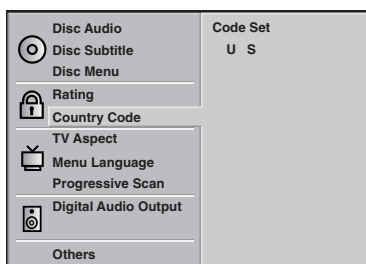 Disc Audio
Disc Subtitle
Disc Menu
Rating
Country Code
TV Aspect
Menu Language
Progressive Scan
Digital Audio Output
Others
Code Set
U S